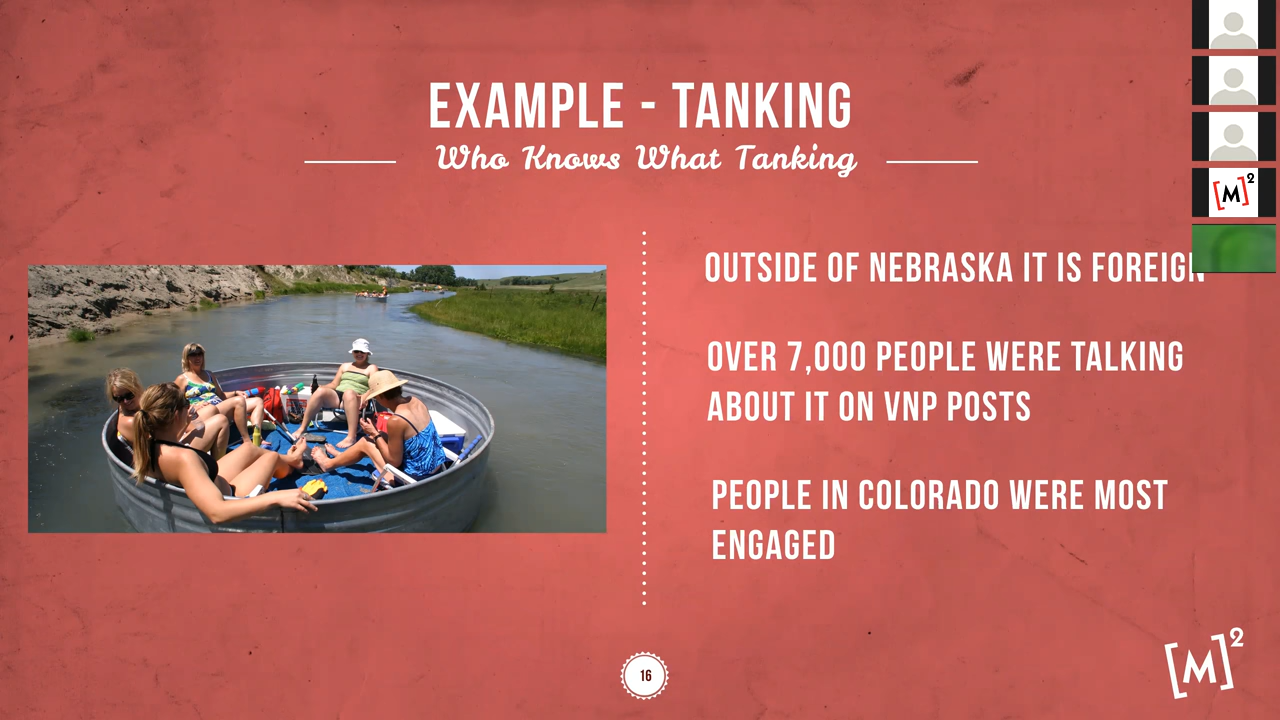 EXAMPLE - TANKING
Who Knows What Tanking
OUTSIDE OF NEBRASKA IT IS FOREIGN
OVER 7,000 PEOPLE WERE TALKING
ABOUT IT ON VNP POSTS
PEOPLE IN COLORADO WERE MOST
ENGAGED
16
[M]2
[M]2